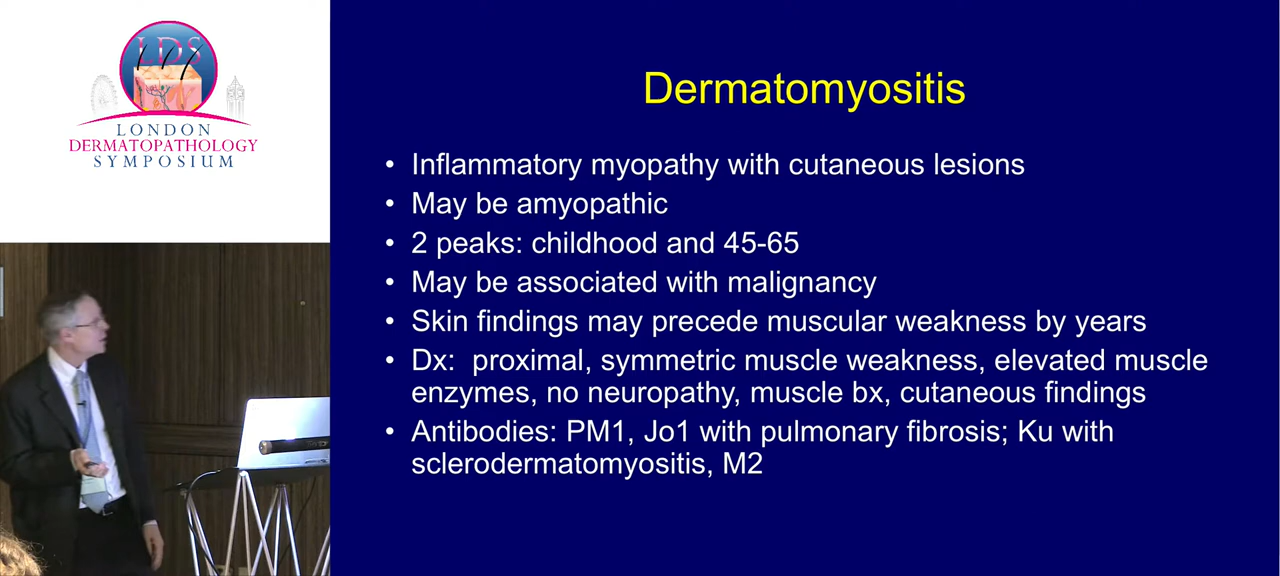 LDS
LONDON
DERMATOPATHOLOGY
SYMPOSIUM
Dermatomyositis
• Inflammatory myopathy with cutaneous lesions
• May be amyopathic
• 2 peaks: childhood and 45-65
• May be associated with malignancy
• Skin findings may precede muscular weakness by years
• Dx:  proximal, symmetric muscle weakness, elevated muscle
enzymes, no neuropathy, muscle bx, cutaneous findings
• Antibodies: PM1, Jo1 with pulmonary fibrosis; Ku with
sclerodermatomyositis, M2